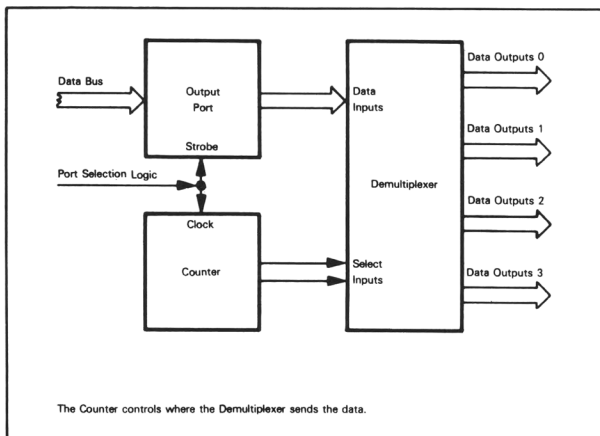 Data Bus
Output
Port
Strobe
Port Selection Logic
Clock
Counter
Data
Inputs
Demultiplexer
Select
Inputs
Data Outputs 0
Data Outputs 1
Data Outputs 2
Data Outputs 3
The Counter controls where the Demultiplexer sends the data.